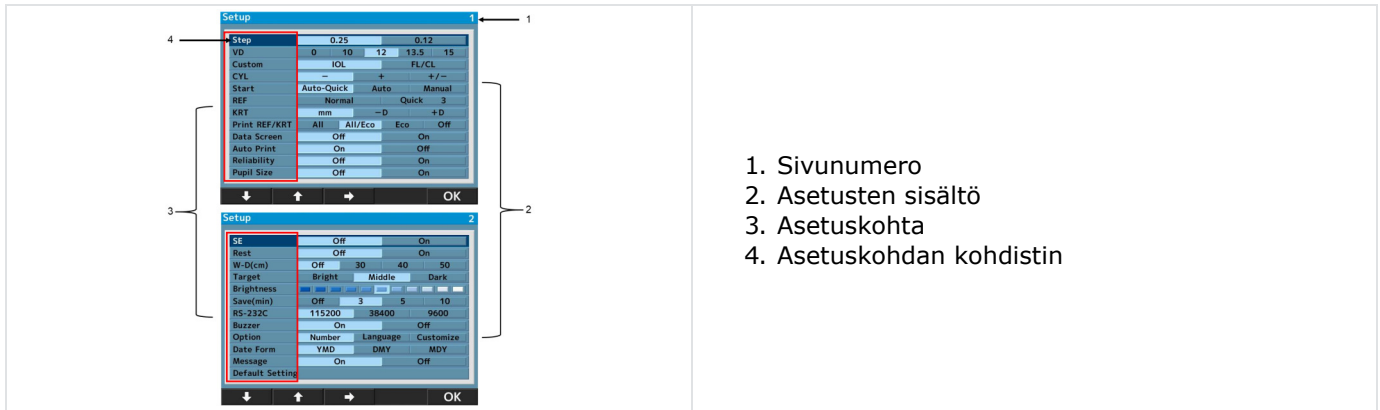 Setup 1
1
4
Step 0.25 0.12
VD 0 10 12 13.5 15
Custom IOL FL/CL
CYL − + +/−
Start Auto-Quick Auto Manual
REF Normal Quick 3
KRT mm −D +D
Print REF/KRT All All/Eco Eco Off
Data Screen Off On
Auto Print On Off
Reliability Off On
Pupil Size Off On
OK
3
2
Setup 2
SE Off On
Rest Off On
W-D(cm) Off 30 40 50
Target Bright Middle Dark
Brightness
Save(min) Off 3 5 10
RS-232C 115200 38400 9600
Buzzer On Off
Option Number Language Customize
Date Form YMD DMY MDY
Message On Off
Default Setting
OK
1. Sivunumero
2. Asetusten sisältö
3. Asetuskohta
4. Asetuskohdan kohdistin